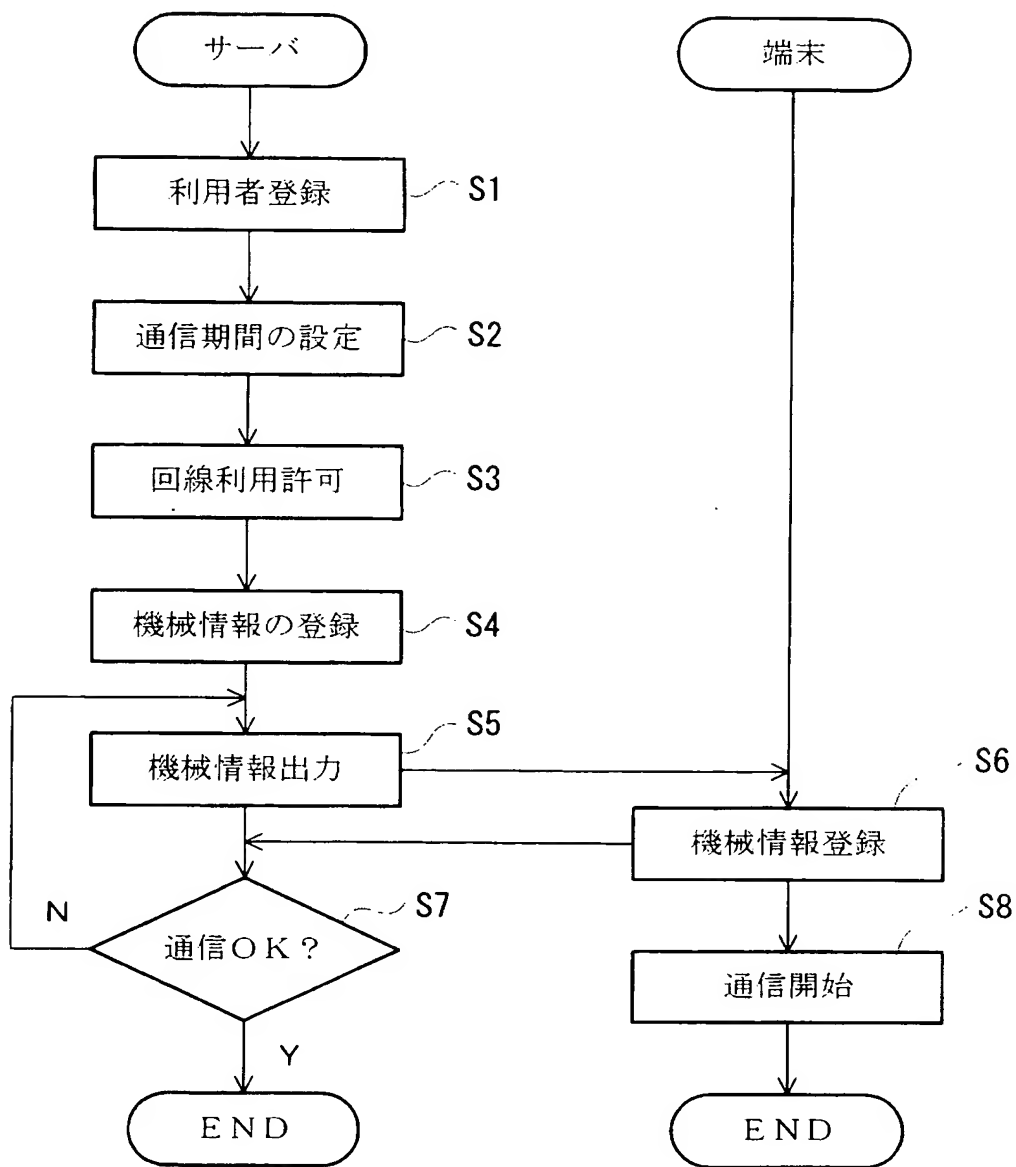 サーバ
端末
利用者登録
S1
通信期間の設定
S2
回線利用許可
S3
機械情報の登録
S4
機械情報出力
S5
機械情報登録
S6
通信OK?
S7
N
Y
通信開始
S8
END
END